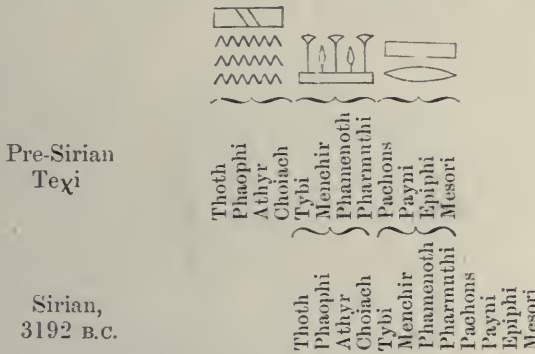 Pre-Sirian
Teχi
Thoth
Phaophi
Athyr
Choiach
Tybi
Menchir
Phamenoth
Pharmuthi
Pachons
Payni
Epiphi
Mesori
Sirian,
3192 B.C.
Thoth
Phaophi
Athyr
Choiach
Tybi
Menchir
Phamenoth
Pharmuthi
Pachons
Payni
Epiphi
Mesori